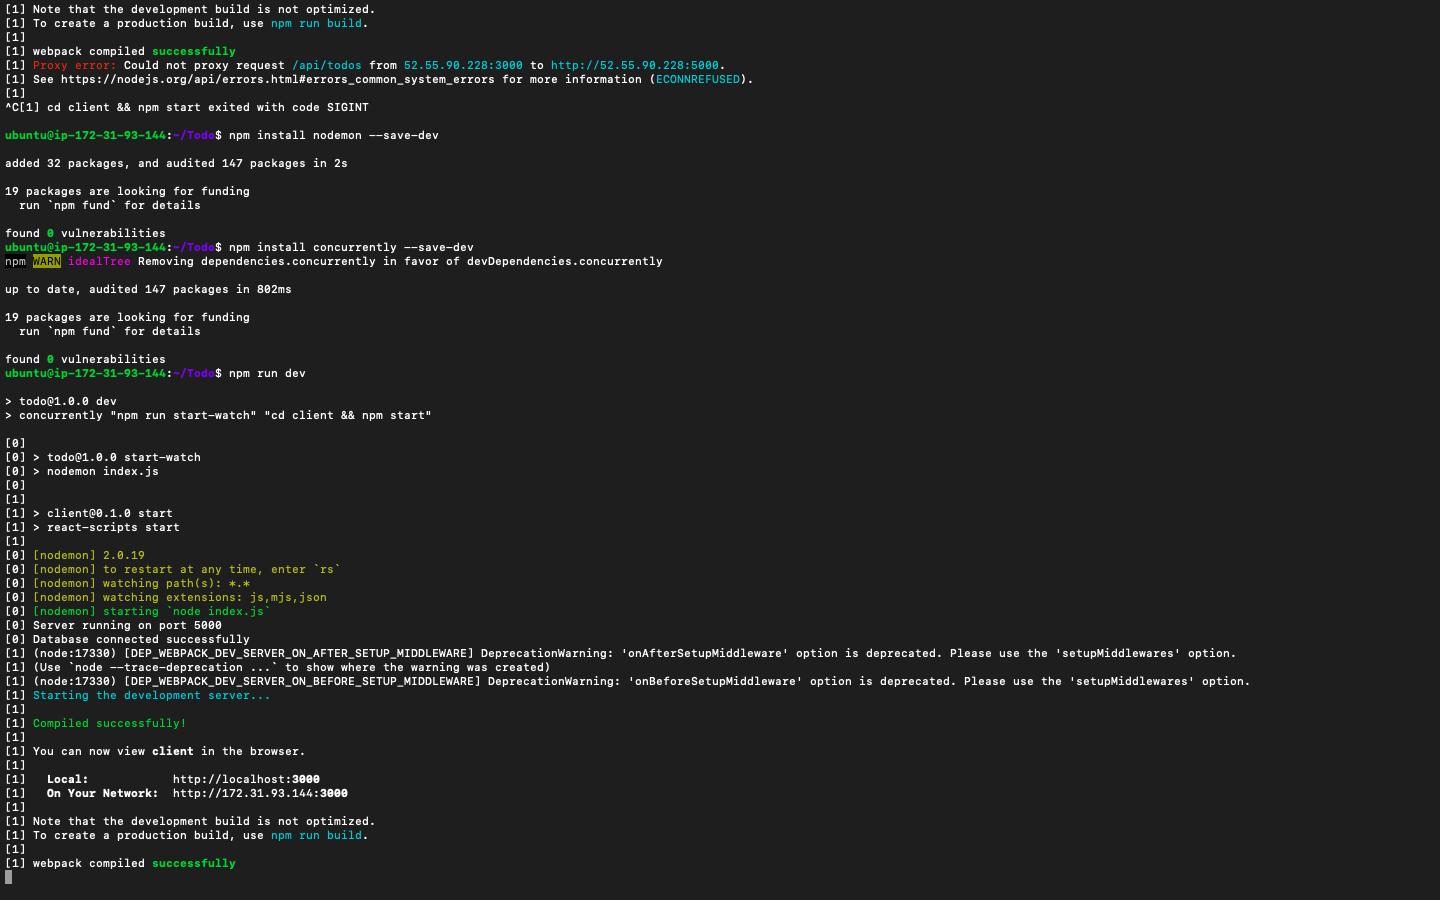 [1] Note that the development build is not optimized.
[1] To create a production build, use npm run build.
[1]
[1] webpack compiled successfully
[1] Proxy error: Could not proxy request /api/todos from 52.55.90.228:3000 to http://52.55.90.228:5000.
[1] See https://nodejs.org/api/errors.html#errors_common_system_errors for more information (ECONNREFUSED).
[1]
^C[1] cd client && npm start exited with code SIGINT
ubuntu@ip-172-31-93-144:~/Todo$ npm install nodemon --save-dev
added 32 packages, and audited 147 packages in 2s
19 packages are looking for funding
run `npm fund` for details
found 0 vulnerabilities
ubuntu@ip-172-31-93-144:~/Todo$ npm install concurrently --save-dev
npm WARN idealTree Removing dependencies.concurrently in favor of devDependencies.concurrently
up to date, audited 147 packages in 802ms
19 packages are looking for funding
run `npm fund` for details
found 0 vulnerabilities
ubuntu@ip-172-31-93-144:~/Todo$ npm run dev
> todo@1.0.0 dev
> concurrently "npm run start-watch" "cd client && npm start"
[0]
[0] > todo@1.0.0 start-watch
[0] > nodemon index.js
[0]
[1]
[1] > client@0.1.0 start
[1] > react-scripts start
[1]
[0] [nodemon] 2.0.19
[0] [nodemon] to restart at any time, enter `rs`
[0] [nodemon] watching path(s): *.*
[0] [nodemon] watching extensions: js,mjs,json
[0] [nodemon] starting `node index.js`
[0] Server running on port 5000
[0] Database connected successfully
[1] (node:17330) [DEP_WEBPACK_DEV_SERVER_ON_AFTER_SETUP_MIDDLEWARE] DeprecationWarning: 'onAfterSetupMiddleware' option is deprecated. Please use the 'setupMiddlewares' option.
[1] (Use `node --trace-deprecation ...` to show where the warning was created)
[1] (node:17330) [DEP_WEBPACK_DEV_SERVER_ON_BEFORE_SETUP_MIDDLEWARE] DeprecationWarning: 'onBeforeSetupMiddleware' option is deprecated. Please use the 'setupMiddlewares' option.
[1] Starting the development server...
[1]
[1] Compiled successfully!
[1]
[1] You can now view client in the browser.
[1]
[1] Local: http://localhost:3000
[1] On Your Network: http://172.31.93.144:3000
[1]
[1] Note that the development build is not optimized.
[1] To create a production build, use npm run build.
[1]
[1] webpack compiled successfully